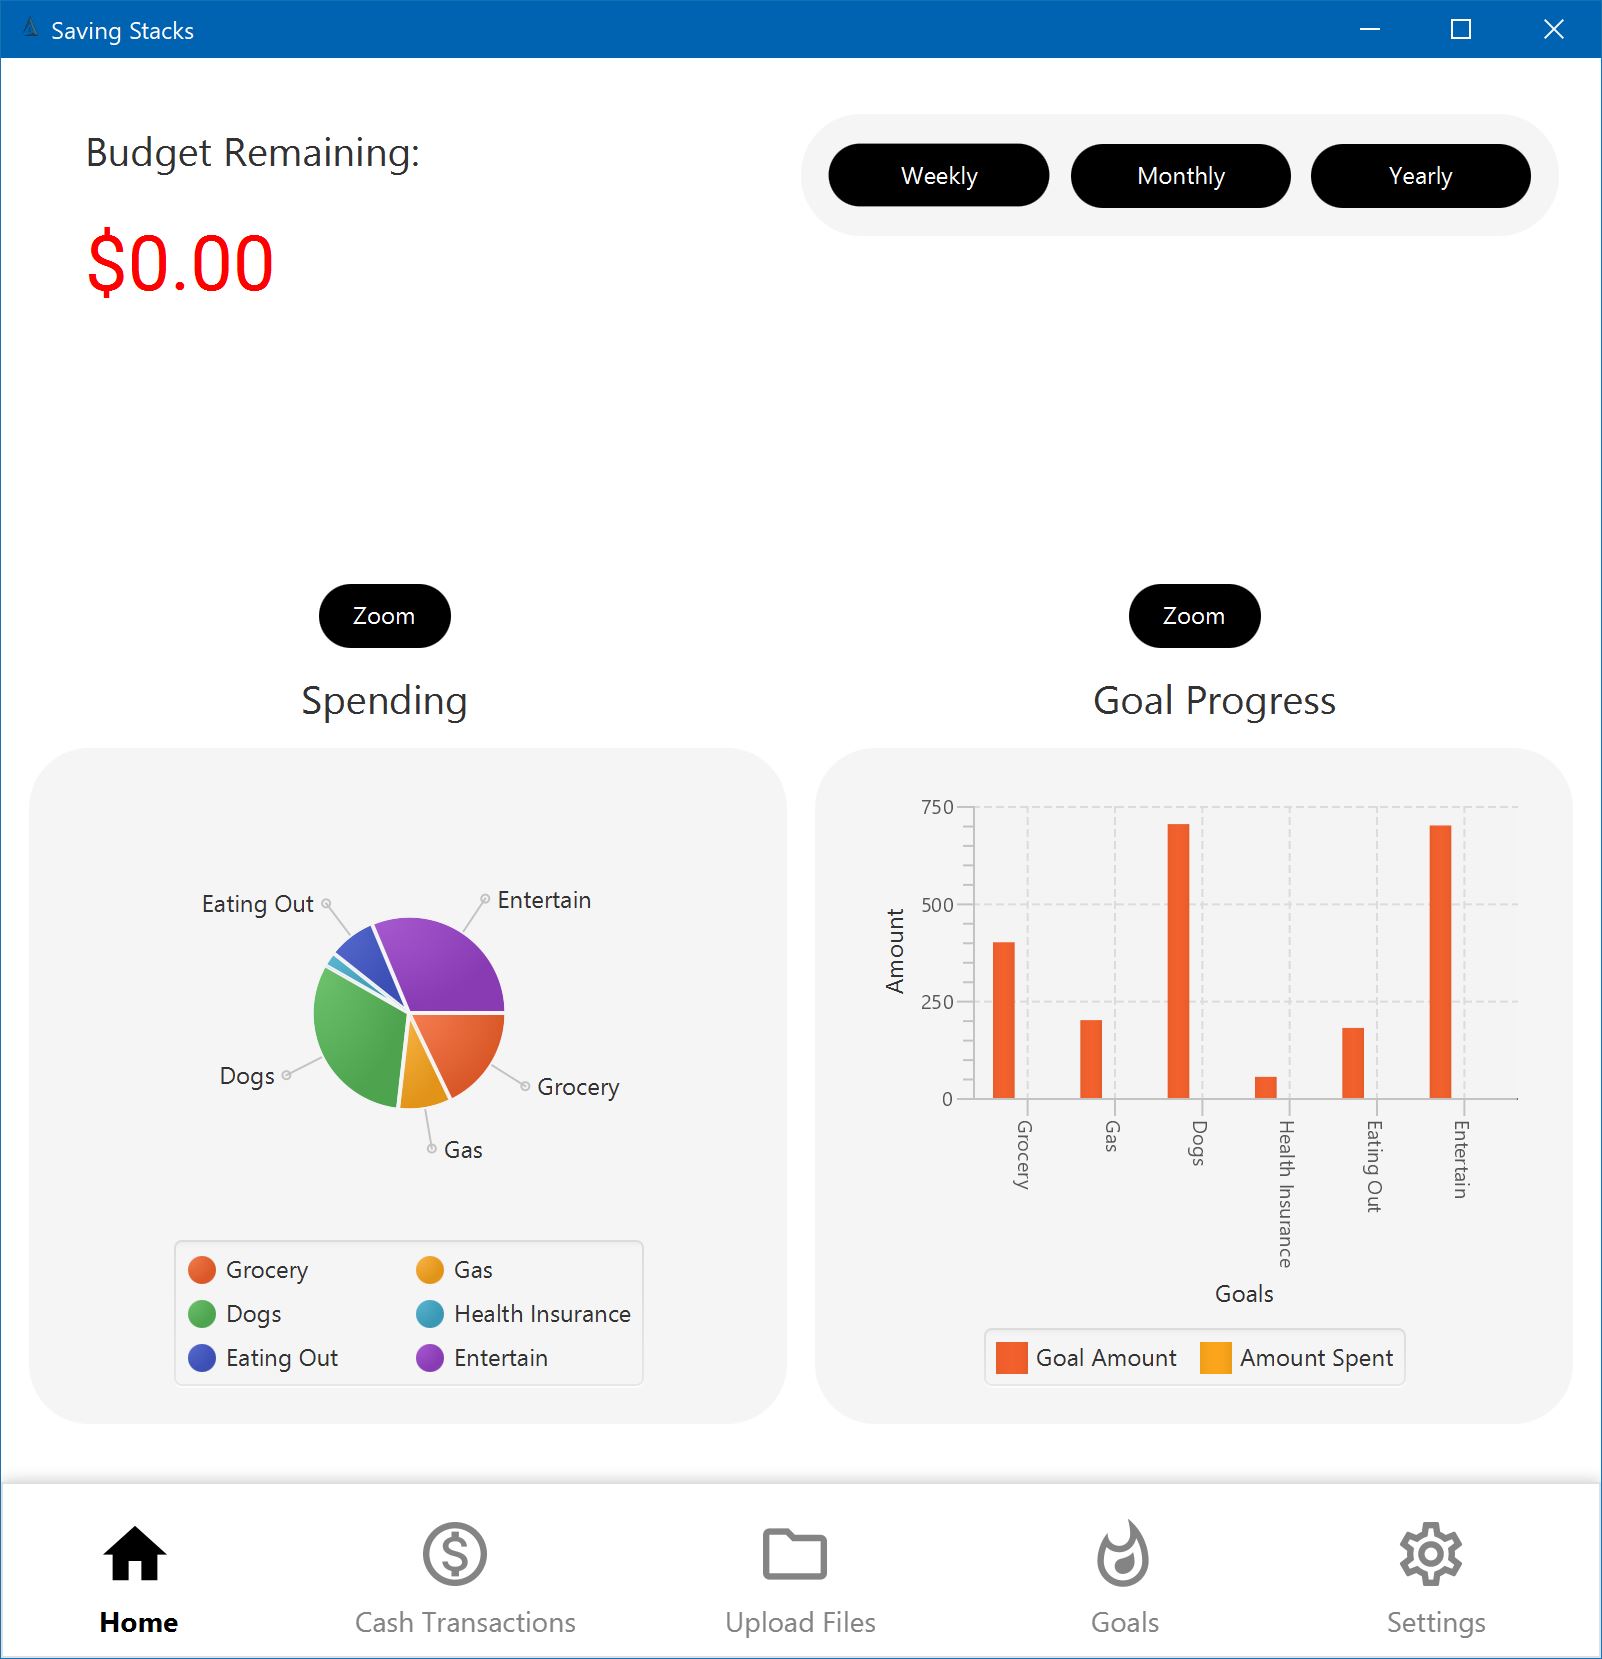 Saving Stacks
Budget Remaining:
$0.00
Weekly
Monthly
Yearly
Zoom
Spending
Eating Out
Entertain
Dogs
Grocery
Gas
Grocery
Gas
Dogs
Health Insurance
Eating Out
Entertain
Zoom
Goal Progress
750
500
250
0
Amount
Grocery
Gas
Dogs
Health Insurance
Eating Out
Entertain
Goals
Goal Amount
Amount Spent
Home
Cash Transactions
Upload Files
Goals
Settings